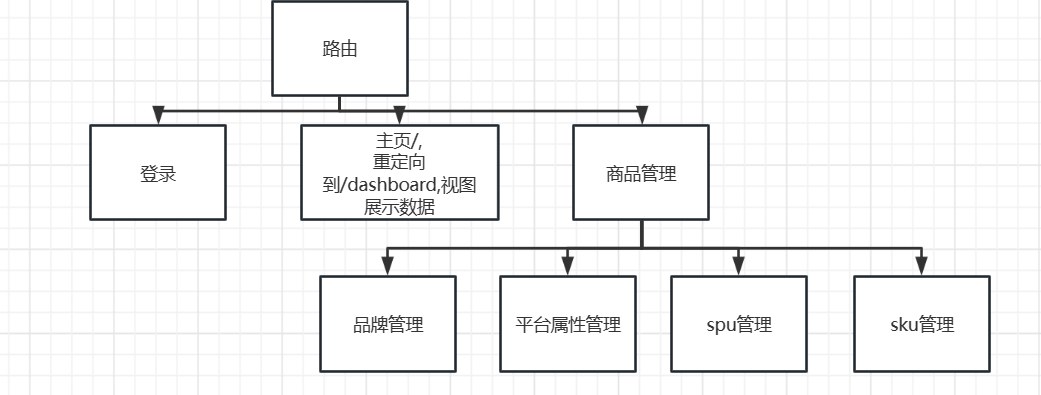 路由
登录
主页/,
重定向
到/dashboard,视图
展示数据
商品管理
品牌管理
平台属性管理
spu管理
sku管理